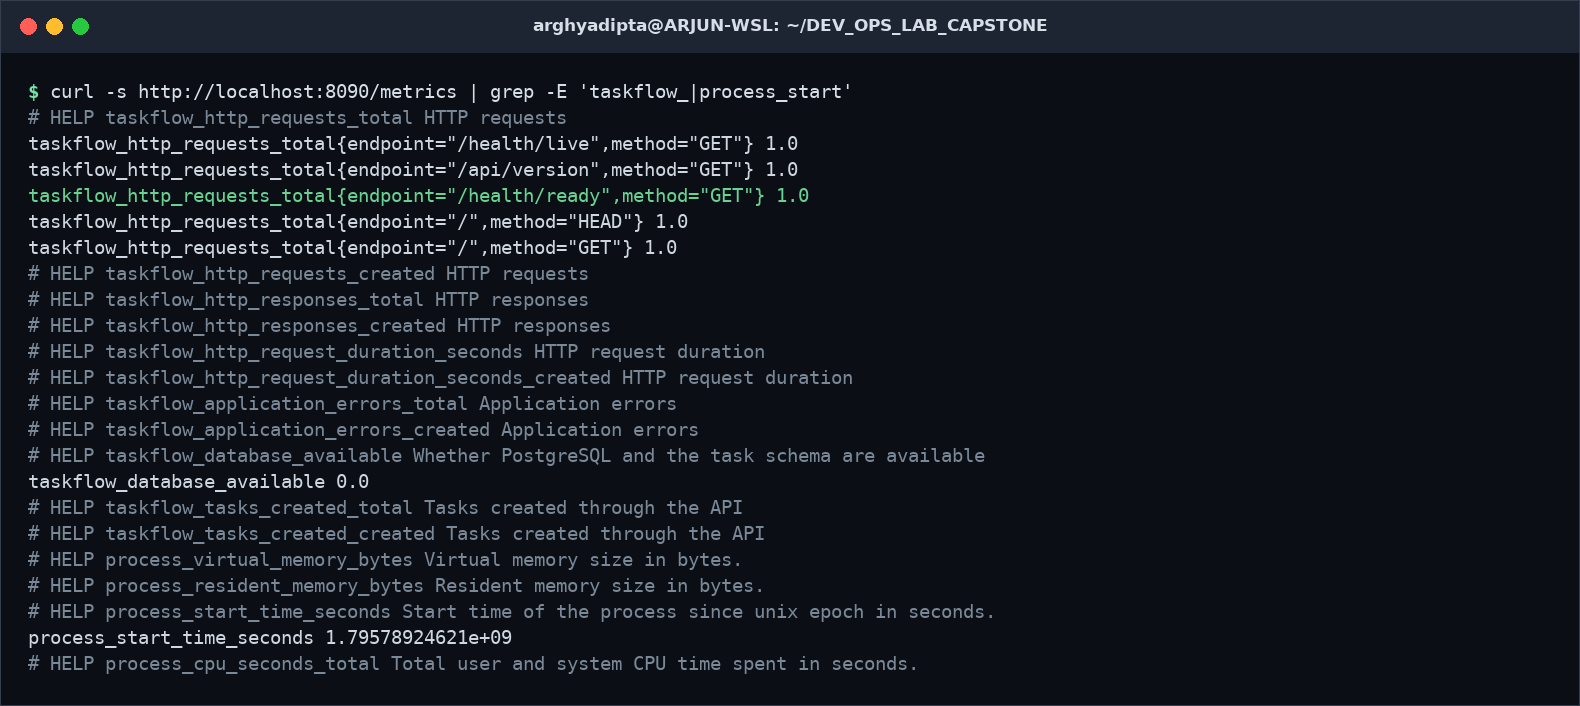 arghyadipta@ARJUN-WSL: ~/DEV_OPS_LAB_CAPSTONE
$ curl -s http://localhost:8090/metrics | grep -E 'taskflow_|process_start'
# HELP taskflow_http_requests_total HTTP requests
taskflow_http_requests_total{endpoint="/health/live",method="GET"} 1.0
taskflow_http_requests_total{endpoint="/api/version",method="GET"} 1.0
taskflow_http_requests_total{endpoint="/health/ready",method="GET"} 1.0
taskflow_http_requests_total{endpoint="/",method="HEAD"} 1.0
taskflow_http_requests_total{endpoint="/",method="GET"} 1.0
# HELP taskflow_http_requests_created HTTP requests
# HELP taskflow_http_responses_total HTTP responses
# HELP taskflow_http_responses_created HTTP responses
# HELP taskflow_http_request_duration_seconds HTTP request duration
# HELP taskflow_http_request_duration_seconds_created HTTP request duration
# HELP taskflow_application_errors_total Application errors
# HELP taskflow_application_errors_created Application errors
# HELP taskflow_database_available Whether PostgreSQL and the task schema are available
taskflow_database_available 0.0
# HELP taskflow_tasks_created_total Tasks created through the API
# HELP taskflow_tasks_created_created Tasks created through the API
# HELP process_virtual_memory_bytes Virtual memory size in bytes.
# HELP process_resident_memory_bytes Resident memory size in bytes.
# HELP process_start_time_seconds Start time of the process since unix epoch in seconds.
process_start_time_seconds 1.79578924621e+09
# HELP process_cpu_seconds_total Total user and system CPU time spent in seconds.